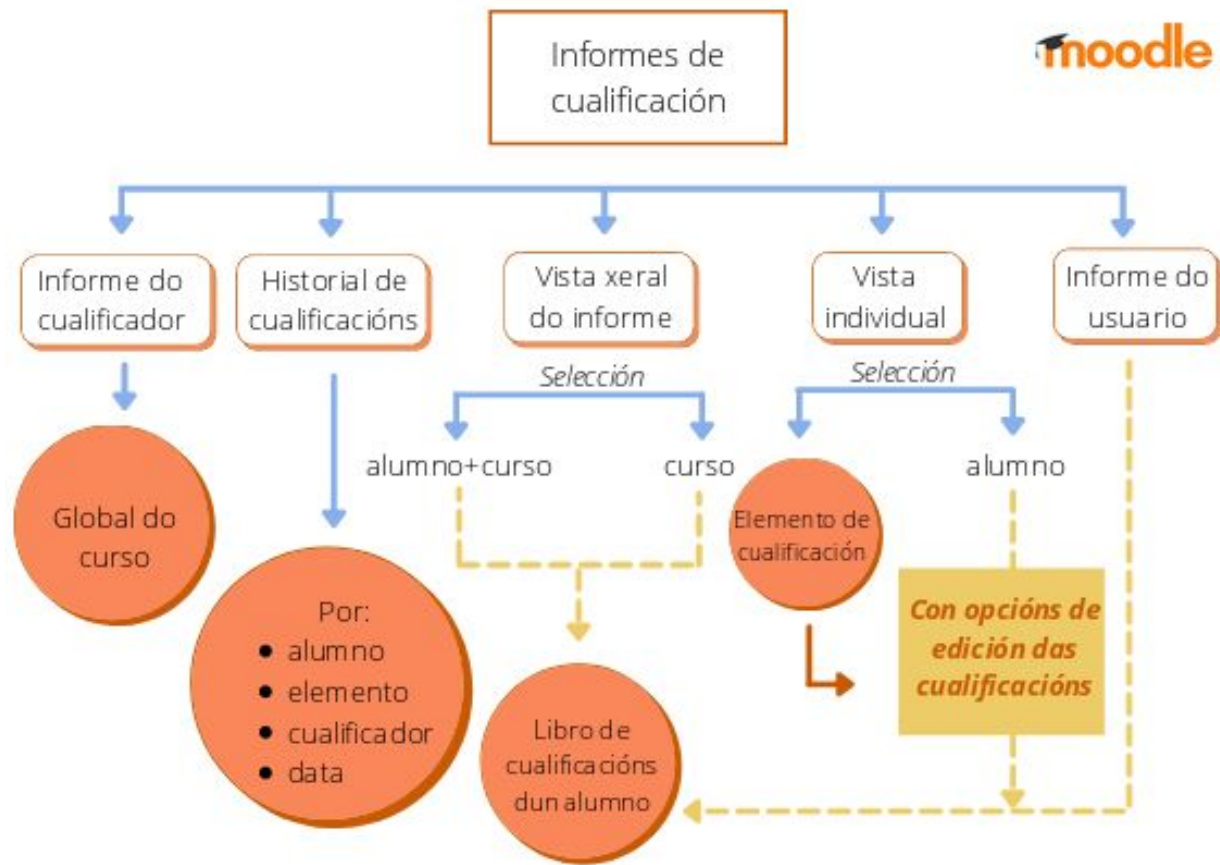 Informes de
cualificación
moodle
Informe do
cualificador
Historial de
cualificacións
Vista xeral
do informe
Vista
individual
Informe do
usuario
Selección
Selección
alumno+curso
curso
alumno
Global do
curso
Elemento de
cualificación
Por:
• alumno
• elemento
• cualificador
• data
Con opcións de
edición das
cualificacións
Libro de
cualificacións
dun alumno